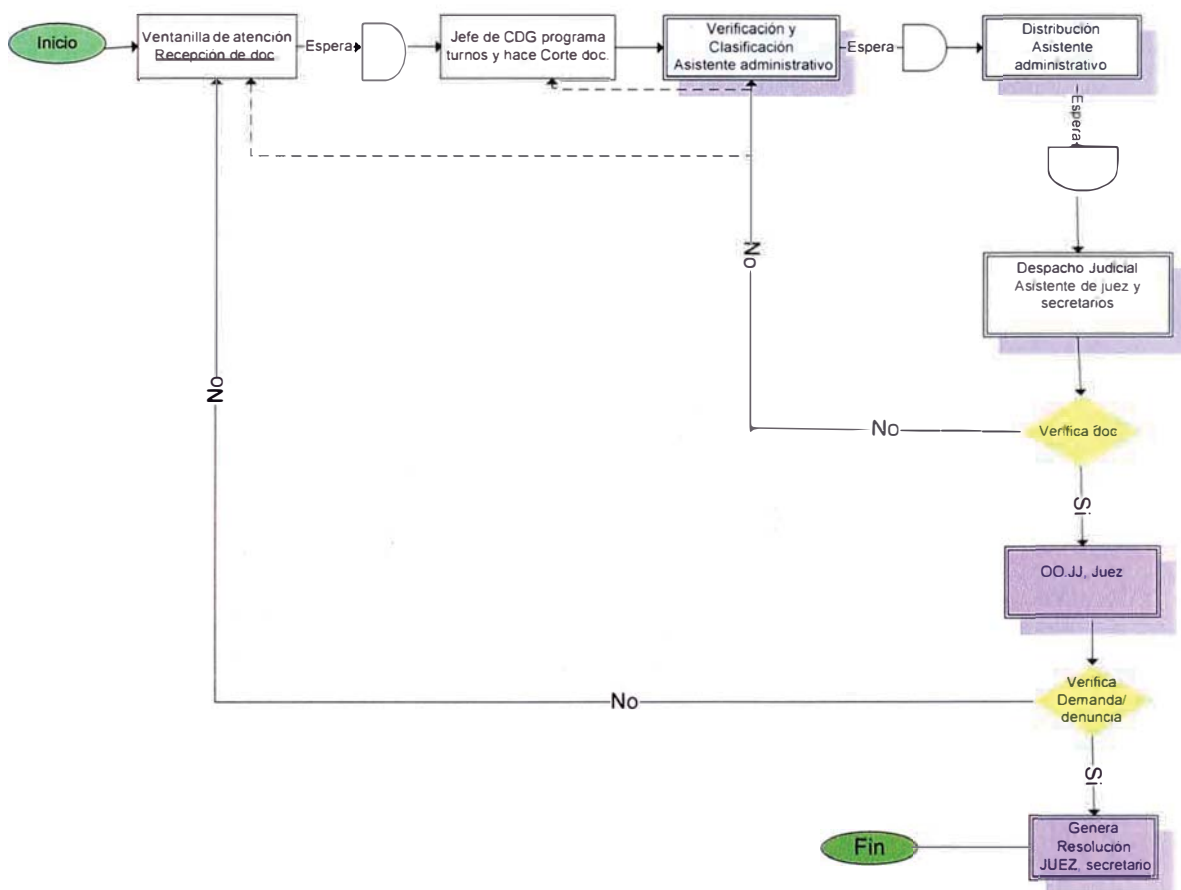 Inicio
Ventanilla de atención
Recepción de doc.
Espera
Jefe de CDG programa
turnos y hace Corte doc.
Verificación y
Clasificación
Asistente administrativo
Espera
Distribución
Asistente
administrativo
Espera
Despacho Judicial
Asistente de juez y
secretarios
Verifica doc
No
No
Si
OO.JJ, Juez
Verifica
Demanda/
denuncia
No
No
Si
Genera
Resolución
JUEZ, secretario
Fin